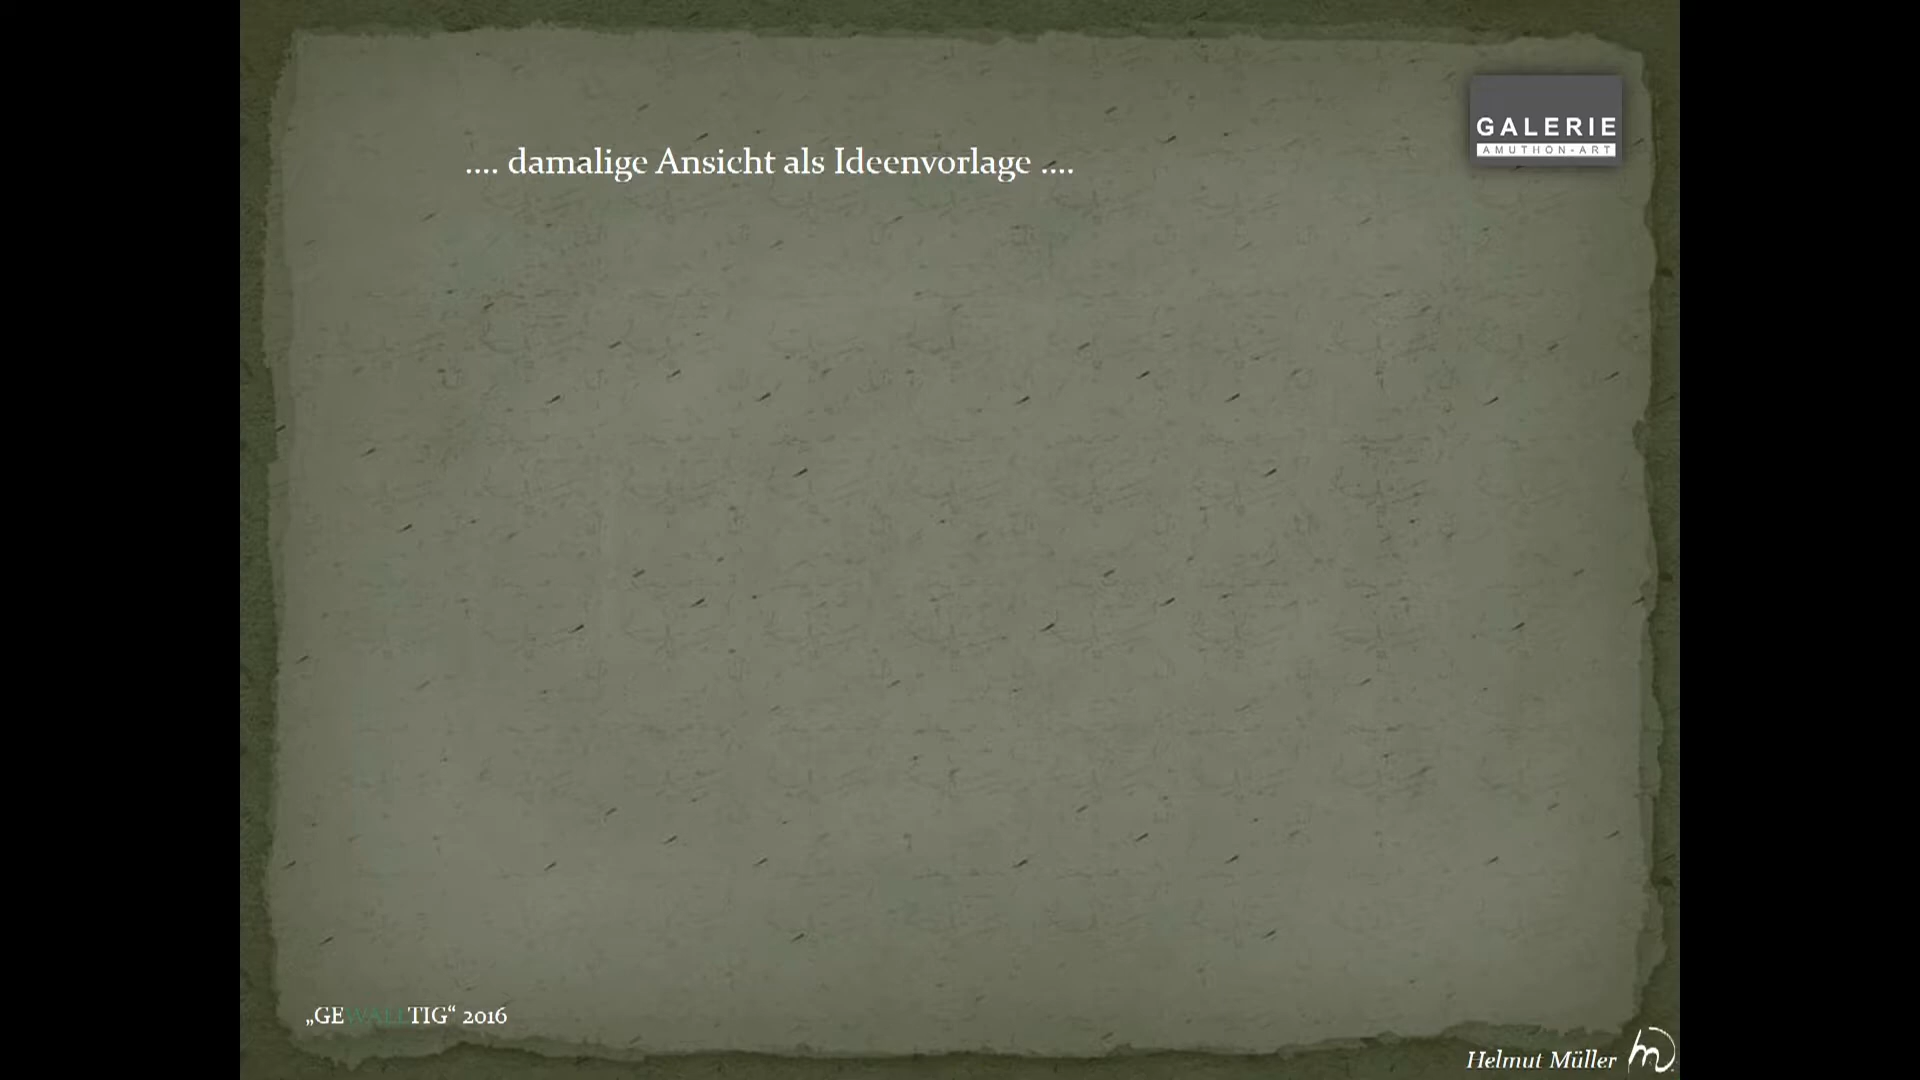 .... damalige Ansicht als Ideenvorlage ....
GALERIE
AMUTHON-ART
„GEWALLTIG“ 2016
Helmut Müller